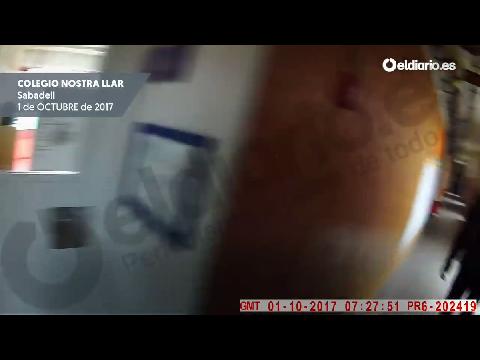 COLEGIO NOSTRA LLAR
Sabadell
1 de OCTUBRE de 2017
eldiario.es
GMT 01-10-2017 07:27:51 PR6-202419